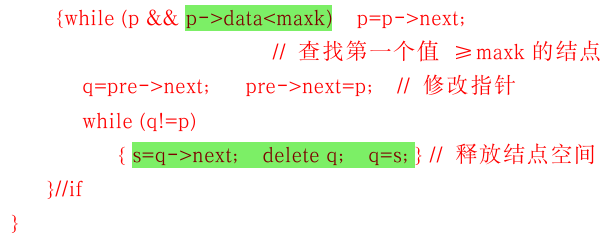 {while (p && p->data<maxk) p=p->next;
// 查找第一个值 ≥maxk 的结点
q=pre->next; pre->next=p; // 修改指针
while (q!=p)
{ s=q->next; delete q; q=s; } // 释放结点空间
}//if
}